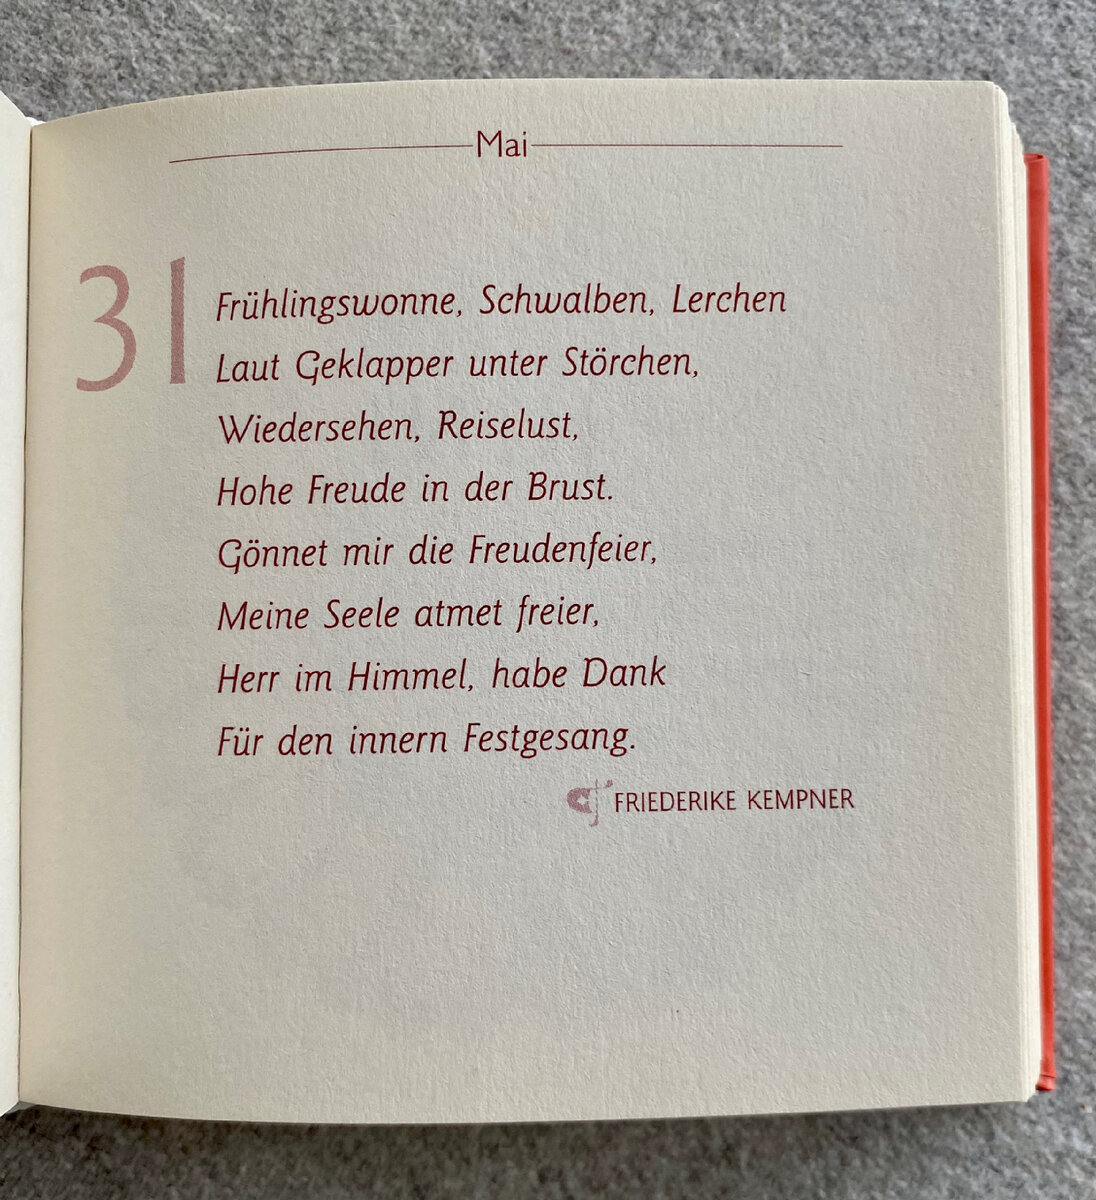 Mai
31
Frühlingswonne, Schwalben, Lerchen
Laut Geklapper unter Störchen,
Wiedersehen, Reiselust,
Hohe Freude in der Brust.
Gönnet mir die Freudenfeier,
Meine Seele atmet freier,
Herr im Himmel, habe Dank
Für den innern Festgesang.
FRIEDERIKE KEMPNER